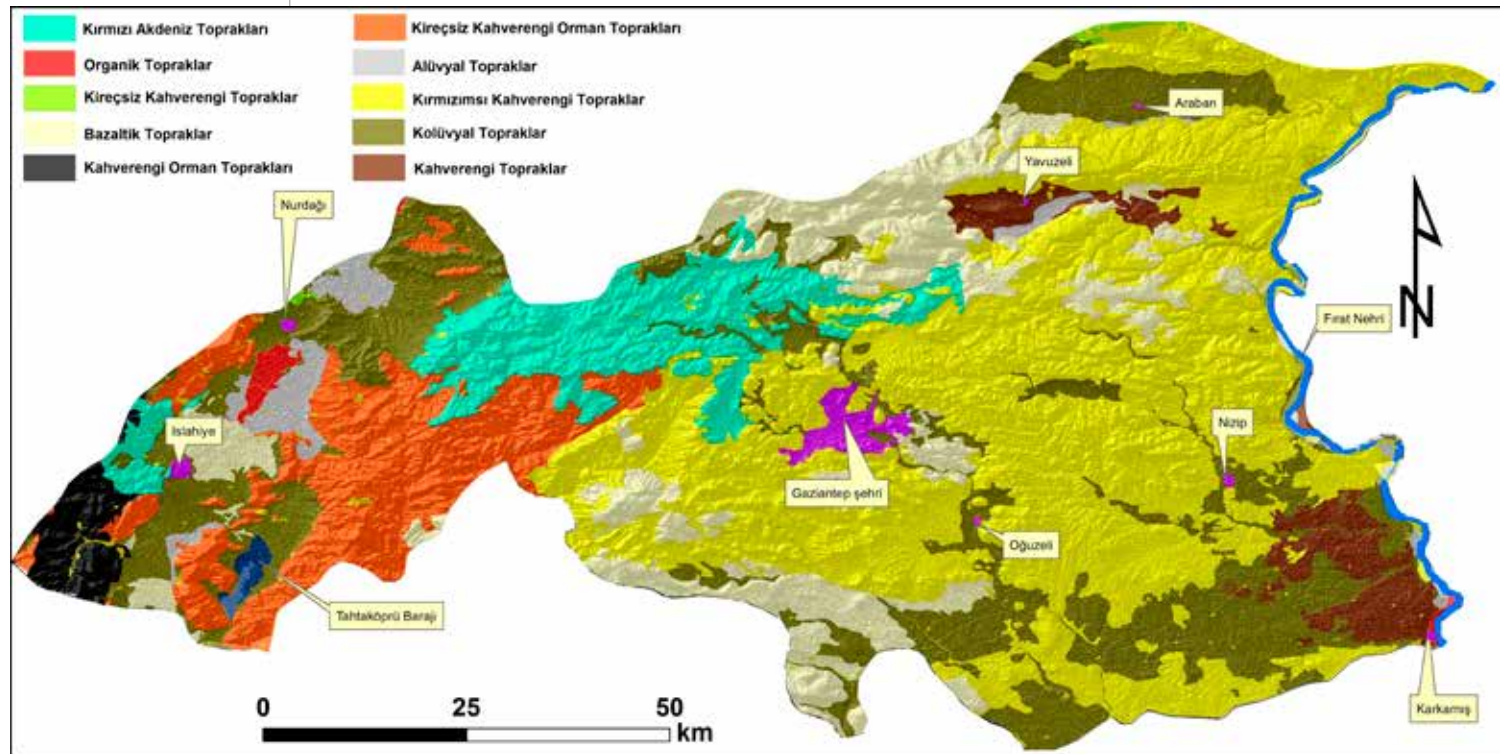 Kırmızı Akdeniz Toprakları
Organik Topraklar
Kireçsiz Kahverengi Topraklar
Bazaltik Topraklar
Kahverengi Orman Toprakları
Kireçsiz Kahverengi Orman Toprakları
Alüvyal Topraklar
Kırmızımsı Kahverengi Topraklar
Kolüvyal Topraklar
Kahverengi Topraklar
Araban
Yavuzeli
Nurdağı
N
Fırat Nehri
Islahiye
Nizip
Gaziantep şehri
Oğuzeli
Tahtaköprü Barajı
Karkamış
0 25 50
km